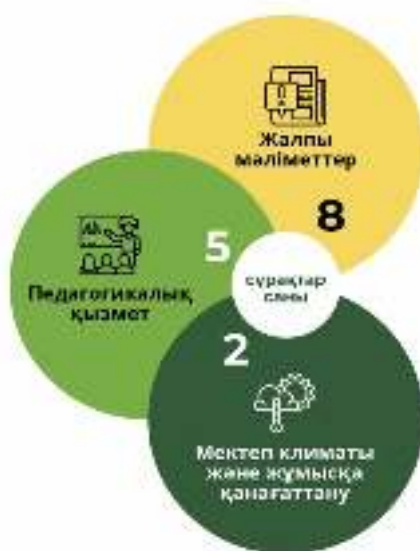 Жалпы
мәліметтер
8
5
сұрақтар
саны
Педагогикалық
қызмет
2
Мектеп климаты
және жұмысқа
қанағаттану